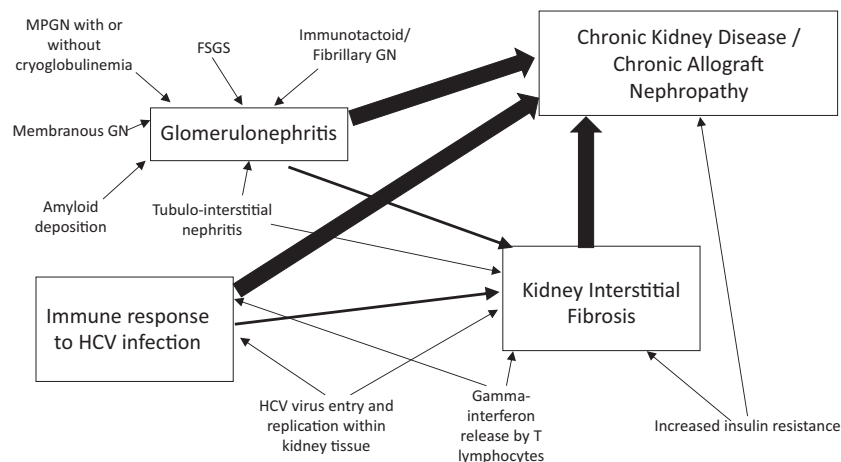 MPGN with or
without
cryoglobulinemia
FSGS
Immunotactoid/
Fibrillary GN
Chronic Kidney Disease /
Chronic Allograft
Nephropathy
Membranous GN
Glomerulonephritis
Amyloid
deposition
Tubulo-interstitial
nephritis
Immune response
to HCV infection
Kidney Interstitial
Fibrosis
HCV virus entry and
replication within
kidney tissue
Gamma-
interferon
release by T
lymphocytes
Increased insulin resistance